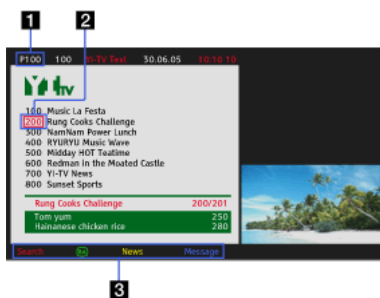 1
2
P100 100 Yi-TV Text 30.06.05 10:10:10
Yi tv
100 Music La Festa
200 Rung Cooks Challenge
300 NamNam Power Lunch
400 RYURYU Music Wave
500 Midday HOT Teatime
600 Redman in the Moated Castle
700 Yi-TV News
800 Sunset Sports
Rung Cooks Challenge 200/201
Tom yum 250
Hainanese chicken rice 280
Search News Message
3